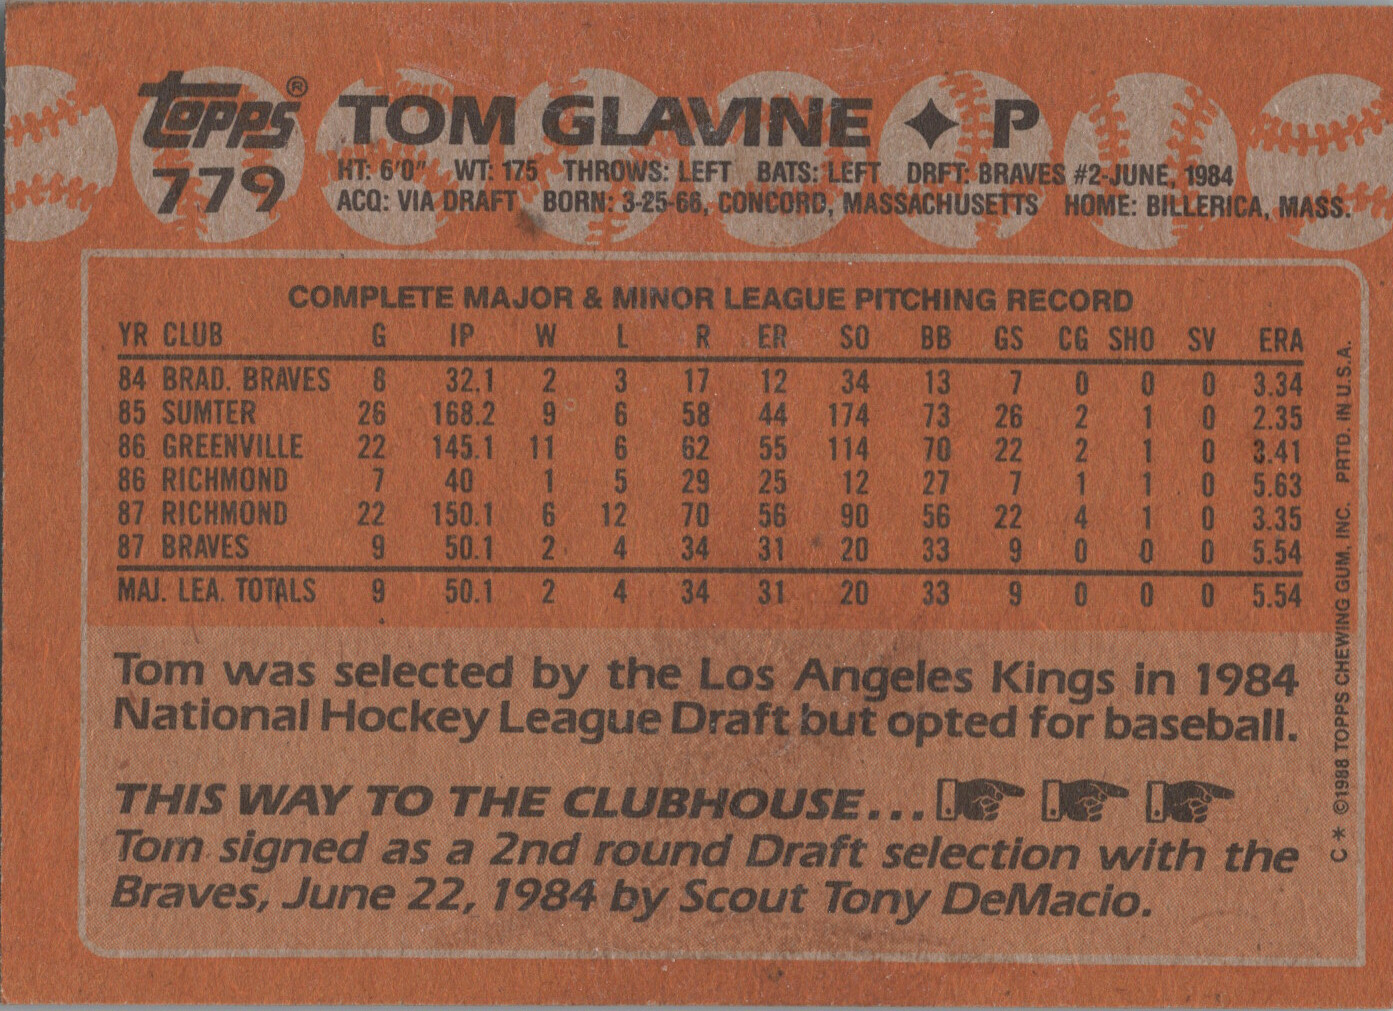 topps® TOM GLAVINE ✦ P
779 HT: 6'0" WT: 175 THROWS: LEFT BATS: LEFT DRFT: BRAVES #2-JUNE, 1984
ACQ: VIA DRAFT BORN: 3-25-66, CONCORD, MASSACHUSETTS HOME: BILLERICA, MASS.
COMPLETE MAJOR & MINOR LEAGUE PITCHING RECORD
YR CLUB G IP W L R ER SO BB GS CG SHO SV ERA
84 BRAD. BRAVES 8 32.1 2 3 17 12 34 13 7 0 0 0 3.34
85 SUMTER 26 168.2 9 6 58 44 174 73 26 2 1 0 2.35
86 GREENVILLE 22 145.1 11 6 62 55 114 70 22 2 1 0 3.41
86 RICHMOND 7 40 1 5 29 25 12 27 7 1 1 0 5.63
87 RICHMOND 22 150.1 6 12 70 56 90 56 22 4 1 0 3.35
87 BRAVES 9 50.1 2 4 34 31 20 33 9 0 0 0 5.54
MAJ. LEA. TOTALS 9 50.1 2 4 34 31 20 33 9 0 0 0 5.54
Tom was selected by the Los Angeles Kings in 1984
National Hockey League Draft but opted for baseball.
THIS WAY TO THE CLUBHOUSE...
Tom signed as a 2nd round Draft selection with the
Braves, June 22, 1984 by Scout Tony DeMacio.
C * ©1988 TOPPS CHEWING GUM, INC. PRTD. IN U.S.A.